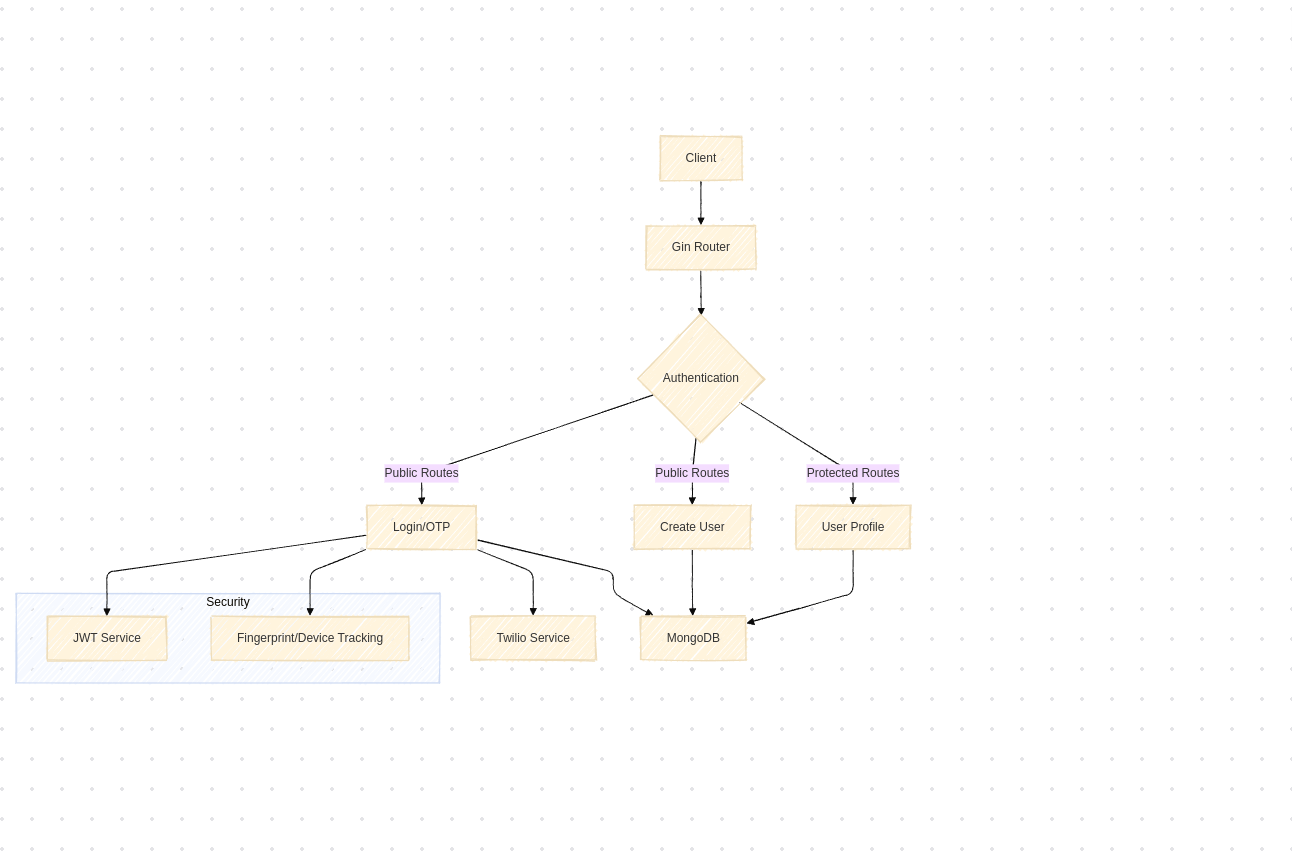 Client
Gin Router
Authentication
Public Routes
Public Routes
Protected Routes
Login/OTP
Create User
User Profile
Security
JWT Service
Fingerprint/Device Tracking
Twilio Service
MongoDB